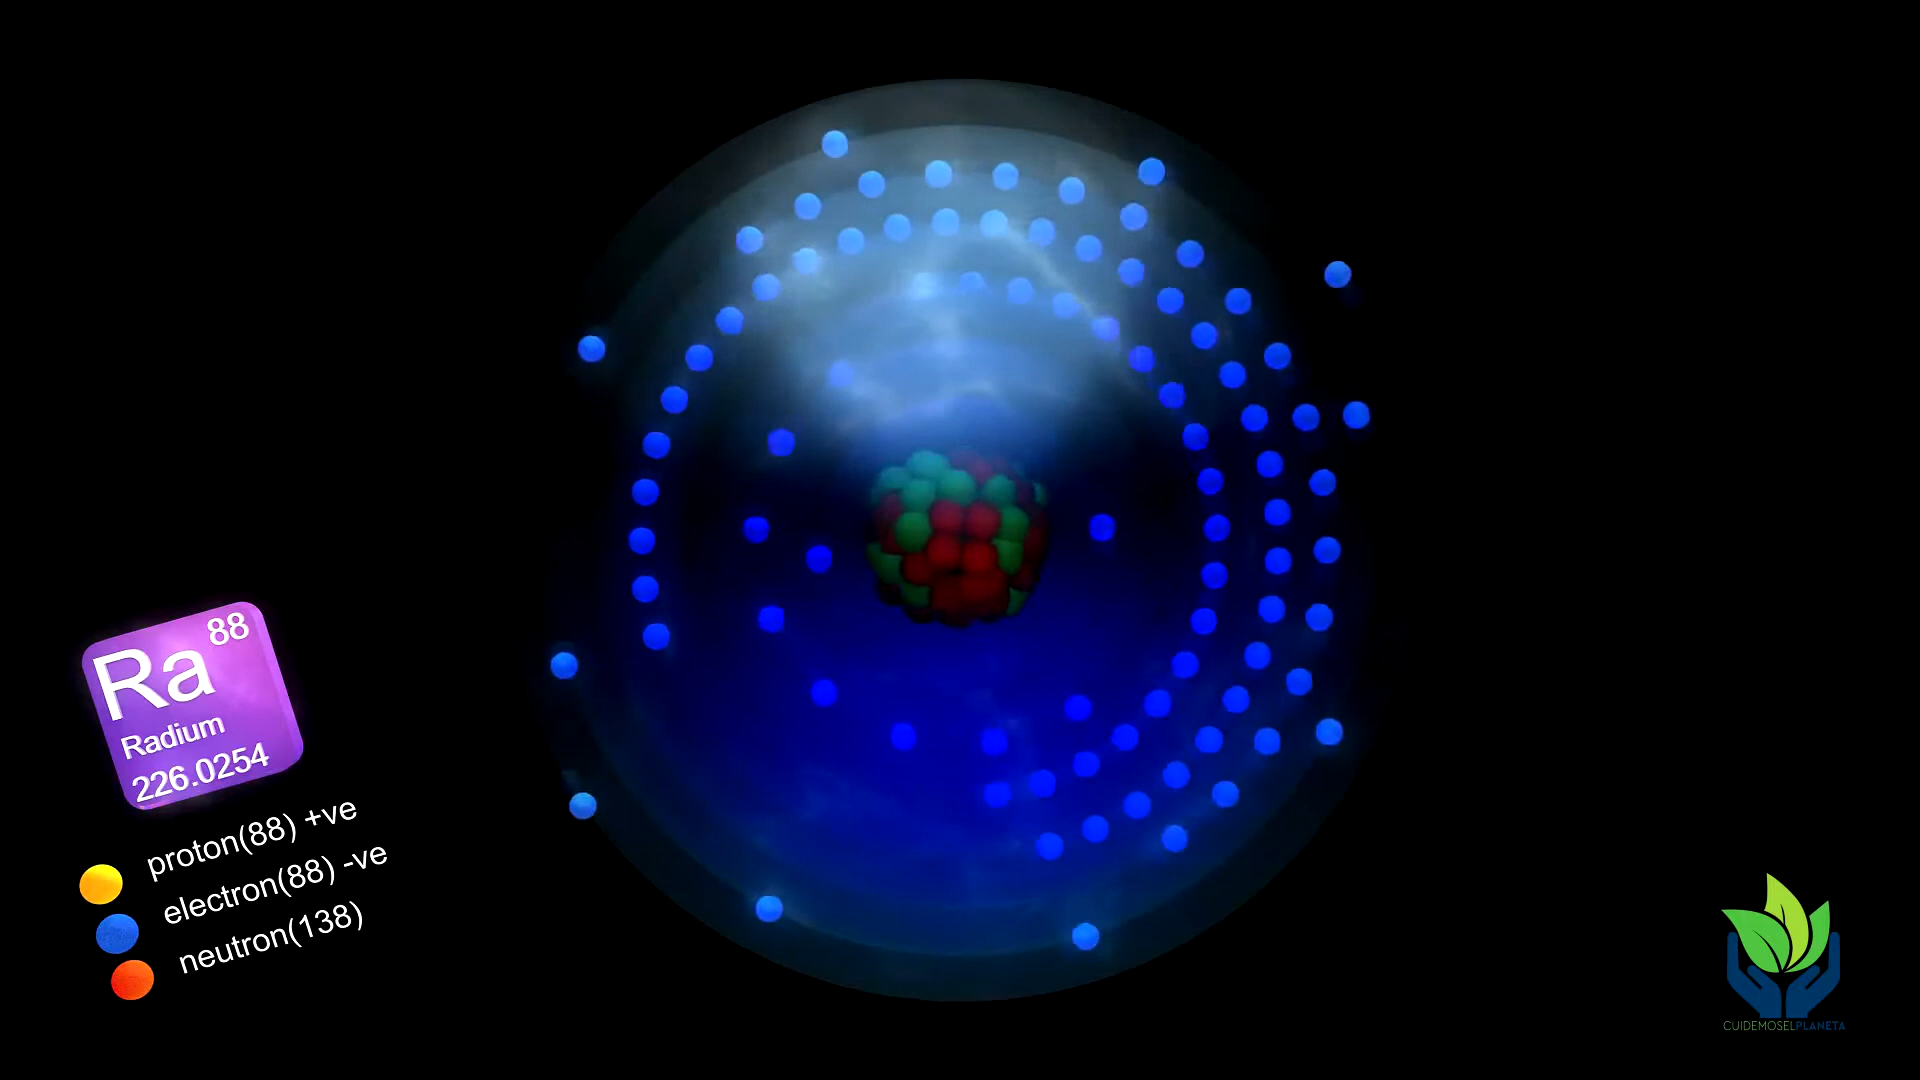 88
Ra
Radium
226.0254
proton(88) +ve
electron(88) -ve
neutron(138)
CUIDEMOSELPLANETA